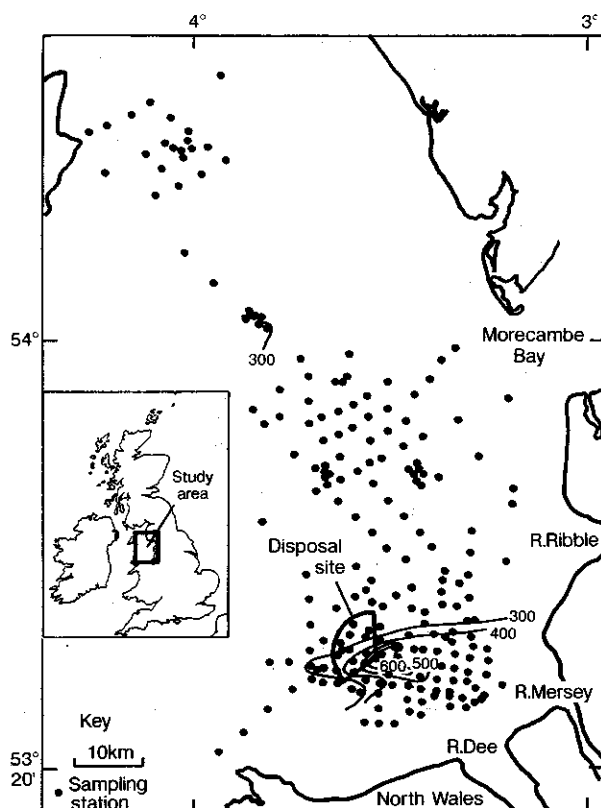 4°
3°
54°
300
Morecambe
Bay
Study
area
R.Ribble
Disposal
site
300
400
600
500
R.Mersey
Key
10km
R.Dee
53°
20'
Sampling
station
North Wales